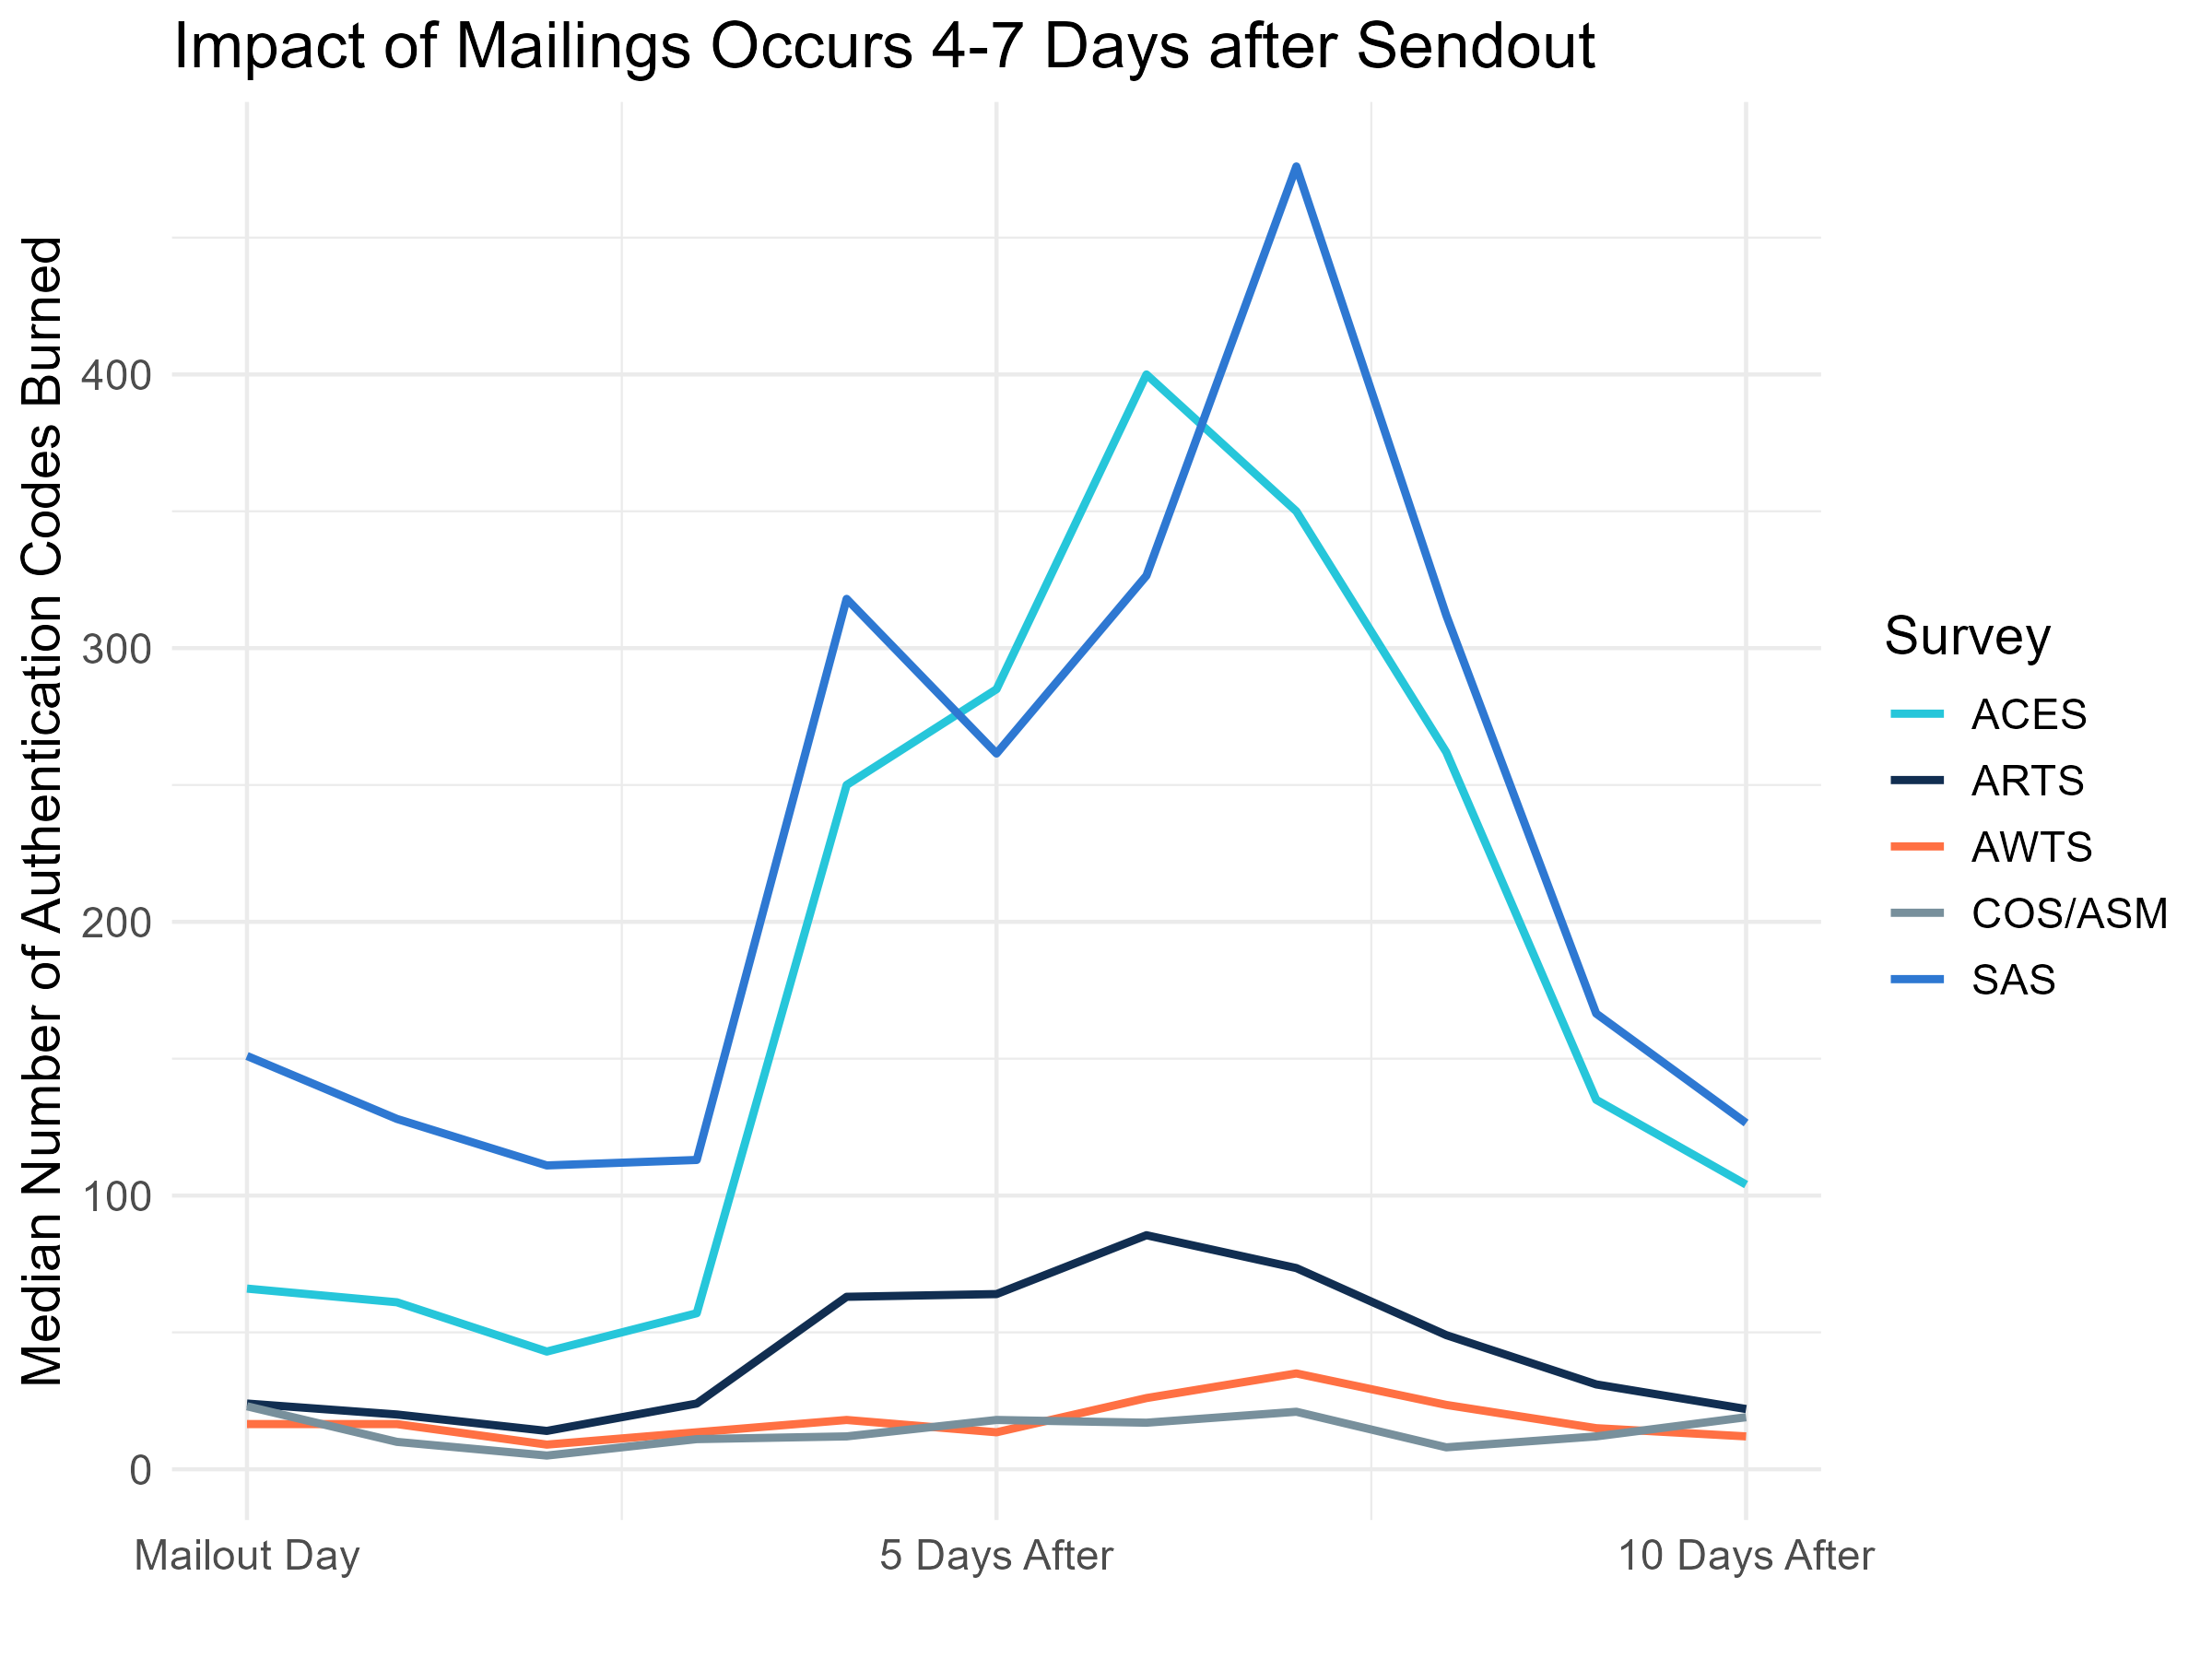 Impact of Mailings Occurs 4-7 Days after Sendout
Median Number of Authentication Codes Burned
400
300
200
100
0
Mailout Day
5 Days After
10 Days After
Survey
ACES
ARTS
AWTS
COS/ASM
SAS